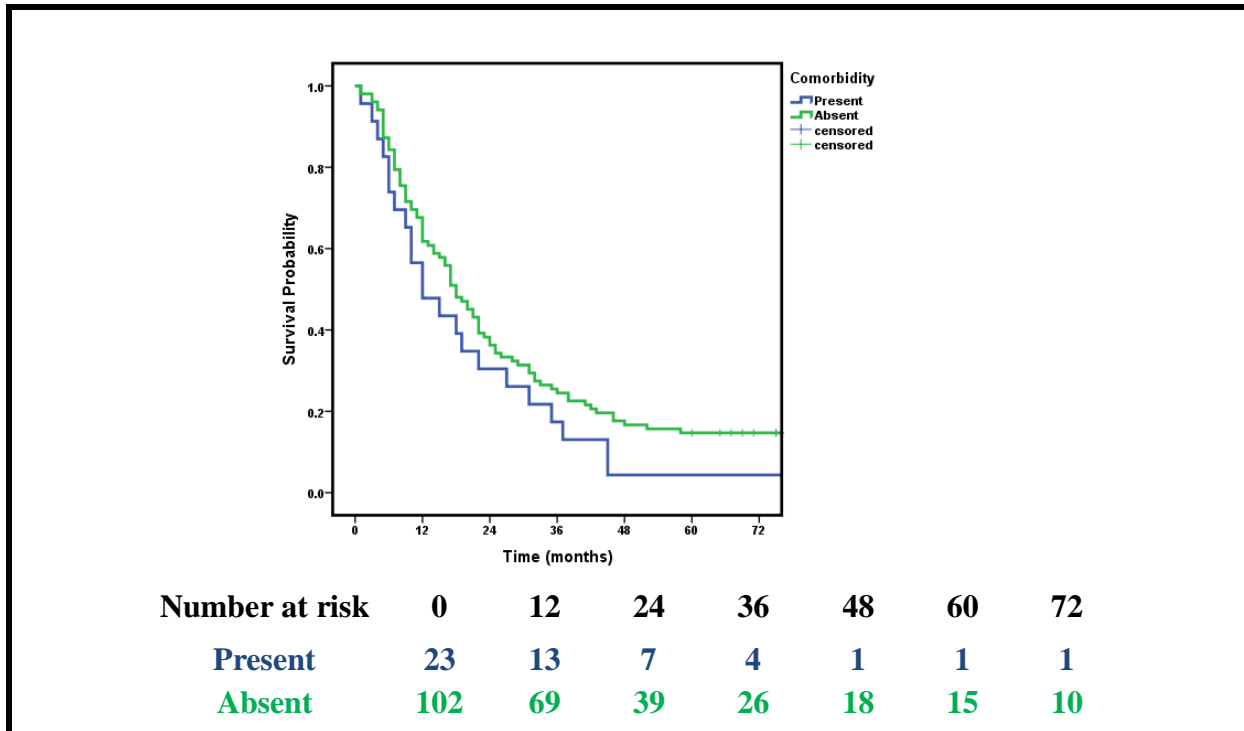 Comorbidity
Present
Absent
censored
censored
1.0
0.8
0.6
0.4
0.2
0.0
Survival Probability
0 12 24 36 48 60 72
Time (months)
Number at risk 0 12 24 36 48 60 72
Present 23 13 7 4 1 1 1
Absent 102 69 39 26 18 15 10